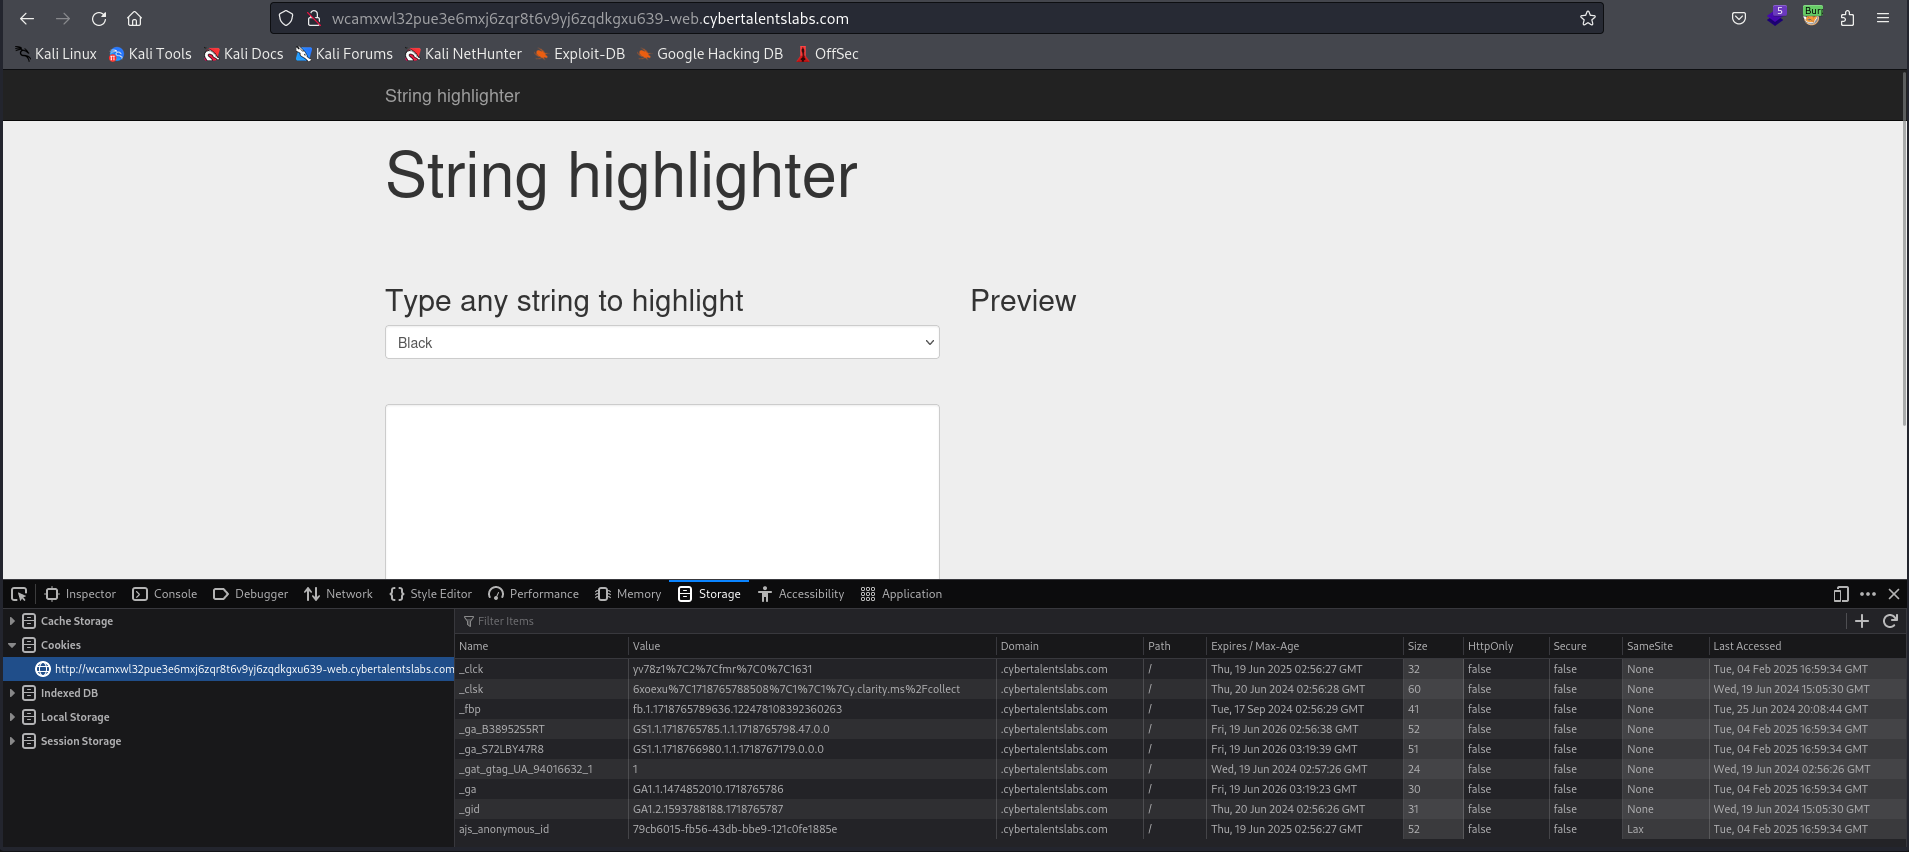 wcamxwl32pue3e6mxj6zqr8t6v9yj6zqdkgxu639-web.cybertalentslabs.com 5 Bur
Kali Linux Kali Tools Kali Docs Kali Forums Kali NetHunter Exploit-DB Google Hacking DB OffSec
String highlighter
String highlighter
Type any string to highlight Preview
Black
Inspector Console Debugger Network Style Editor Performance Memory Storage Accessibility Application
Cache Storage Filter Items
Cookies Name Value Domain Path Expires / Max-Age Size HttpOnly Secure SameSite Last Accessed
http://wcamxwl32pue3e6mxj6zqr8t6v9yj6zqdkgxu639-web.cybertalentslabs.com _clck yv78z1%7C2%7Cfmr%7C0%7C1631 .cybertalentslabs.com / Thu, 19 Jun 2025 02:56:27 GMT 32 false false None Tue, 04 Feb 2025 16:59:34 GMT
Indexed DB _clsk 6xoexu%7C1718765788508%7C1%7C1%7Cy.clarity.ms%2Fcollect .cybertalentslabs.com / Thu, 20 Jun 2024 02:56:28 GMT 60 false false None Wed, 19 Jun 2024 15:05:30 GMT
Local Storage _fbp fb.1.1718765789636.122478108392360263 .cybertalentslabs.com / Tue, 17 Sep 2024 02:56:29 GMT 41 false false None Tue, 25 Jun 2024 20:08:44 GMT
Session Storage _ga_B38952S5RT GS1.1.1718765785.1.1.1718765798.47.0.0 .cybertalentslabs.com / Fri, 19 Jun 2026 02:56:38 GMT 52 false false None Tue, 04 Feb 2025 16:59:34 GMT
_ga_S72LBY47R8 GS1.1.1718766980.1.1.1718767179.0.0.0 .cybertalentslabs.com / Fri, 19 Jun 2026 03:19:39 GMT 51 false false None Tue, 04 Feb 2025 16:59:34 GMT
_gat_gtag_UA_94016632_1 1 .cybertalentslabs.com / Wed, 19 Jun 2024 02:57:26 GMT 24 false false None Wed, 19 Jun 2024 02:56:26 GMT
_ga GA1.1.1474852010.1718765786 .cybertalentslabs.com / Fri, 19 Jun 2026 03:19:23 GMT 30 false false None Tue, 04 Feb 2025 16:59:34 GMT
_gid GA1.2.1593788188.1718765787 .cybertalentslabs.com / Thu, 20 Jun 2024 02:56:26 GMT 31 false false None Wed, 19 Jun 2024 15:05:30 GMT
ajs_anonymous_id 79cb6015-fb56-43db-bbe9-121c0fe1885e .cybertalentslabs.com / Thu, 19 Jun 2025 02:56:27 GMT 52 false false Lax Tue, 04 Feb 2025 16:59:34 GMT